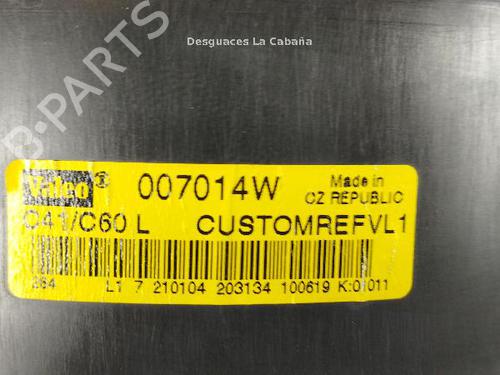 Desguaces La Cabaña
B-PARTS
Valeo ® 007014W Made in
CZ REPUBLIC
C41/C60 L CUSTOMREFVL1
264 L1 7 210104 203134 100619 K:01011